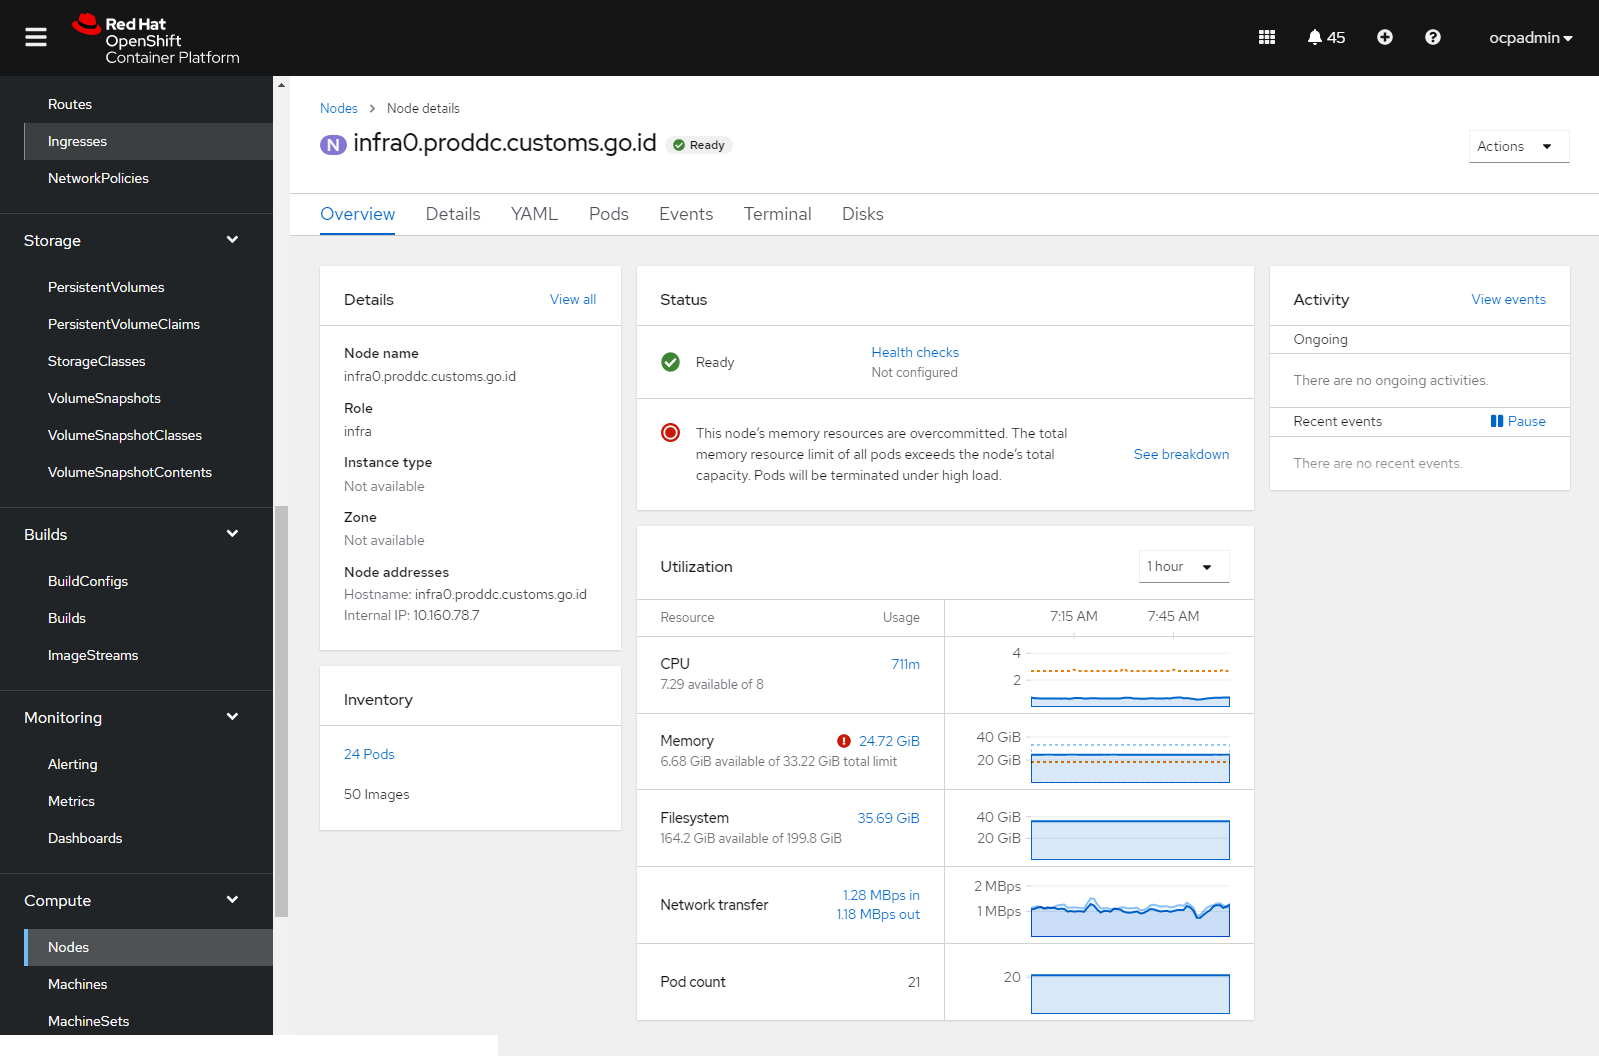 Red Hat
OpenShift
Container Platform
45
ocpadmin
Routes
Ingresses
NetworkPolicies
Storage
PersistentVolumes
PersistentVolumeClaims
StorageClasses
VolumeSnapshots
VolumeSnapshotClasses
VolumeSnapshotContents
Builds
BuildConfigs
Builds
ImageStreams
Monitoring
Alerting
Metrics
Dashboards
Compute
Nodes
Machines
MachineSets
Nodes > Node details
N infra0.proddc.customs.go.id Ready
Actions
Overview Details YAML Pods Events Terminal Disks
Details View all
Node name
infra0.proddc.customs.go.id
Role
infra
Instance type
Not available
Zone
Not available
Node addresses
Hostname: infra0.proddc.customs.go.id
Internal IP: 10.160.78.7
Inventory
24 Pods
50 Images
Status
Ready
Health checks
Not configured
This node’s memory resources are overcommitted. The total
memory resource limit of all pods exceeds the node’s total
capacity. Pods will be terminated under high load.
See breakdown
Utilization
1 hour
Resource Usage 7:15 AM 7:45 AM
CPU 711m
7.29 available of 8
4
2
Memory 24.72 GiB
6.68 GiB available of 33.22 GiB total limit
40 GiB
20 GiB
Filesystem 35.69 GiB
164.2 GiB available of 199.8 GiB
40 GiB
20 GiB
Network transfer
1.28 MBps in
1.18 MBps out
2 MBps
1 MBps
Pod count 21
20
Activity View events
Ongoing
There are no ongoing activities.
Recent events Pause
There are no recent events.